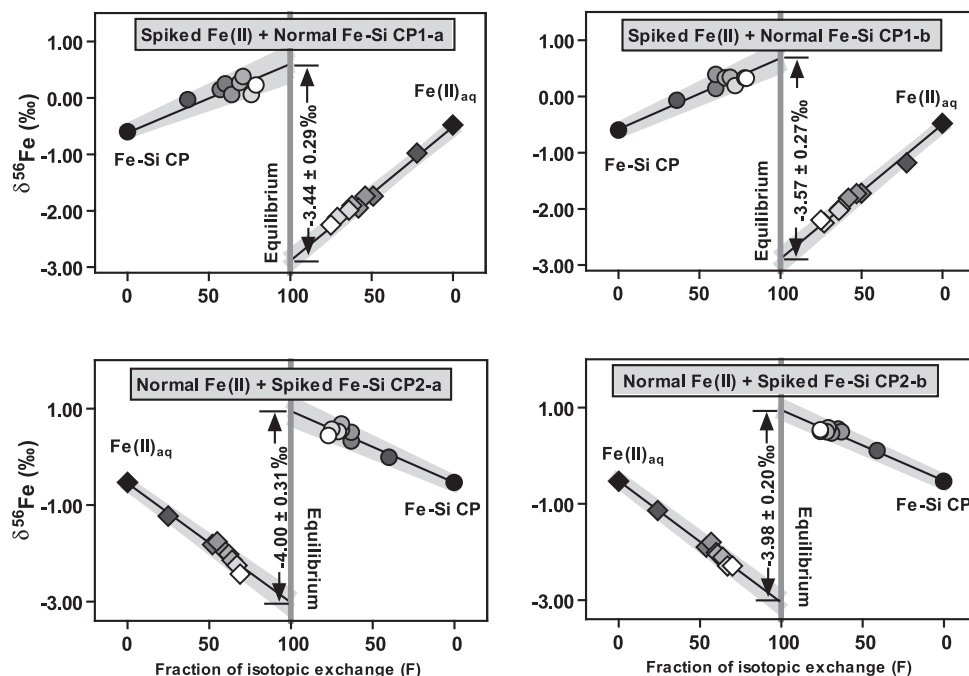 Spiked Fe(II) + Normal Fe-Si CP1-a
Spiked Fe(II) + Normal Fe-Si CP1-b
δ⁵⁶Fe (‰)
1.00
0.00
-1.00
-2.00
-3.00
Fe-Si CP
Equilibrium
-3.44 ± 0.29‰
Fe(II)aq
0
50
100
50
0
1.00
0.00
-1.00
-2.00
-3.00
Fe-Si CP
Equilibrium
-3.57 ± 0.27‰
Fe(II)aq
0
50
100
50
0
Normal Fe(II) + Spiked Fe-Si CP2-a
Normal Fe(II) + Spiked Fe-Si CP2-b
δ⁵⁶Fe (‰)
1.00
-1.00
-3.00
Fe(II)aq
-4.00 ± 0.31‰
Equilibrium
Fe-Si CP
0
50
100
50
0
Fraction of isotopic exchange (F)
1.00
-1.00
-3.00
Fe(II)aq
-3.98 ± 0.20‰
Equilibrium
Fe-Si CP
0
50
100
50
0
Fraction of isotopic exchange (F)